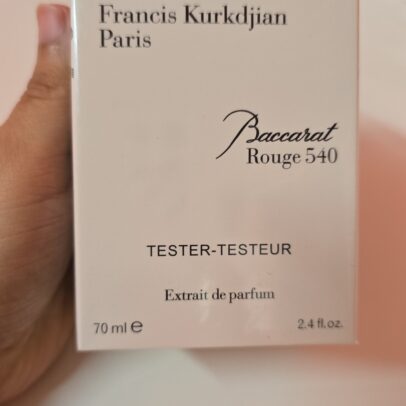 Francis Kurkdjian
Paris
Baccarat
Rouge 540
TESTER-TESTEUR
Extrait de parfum
70 ml ℮ 2.4 fl.oz.